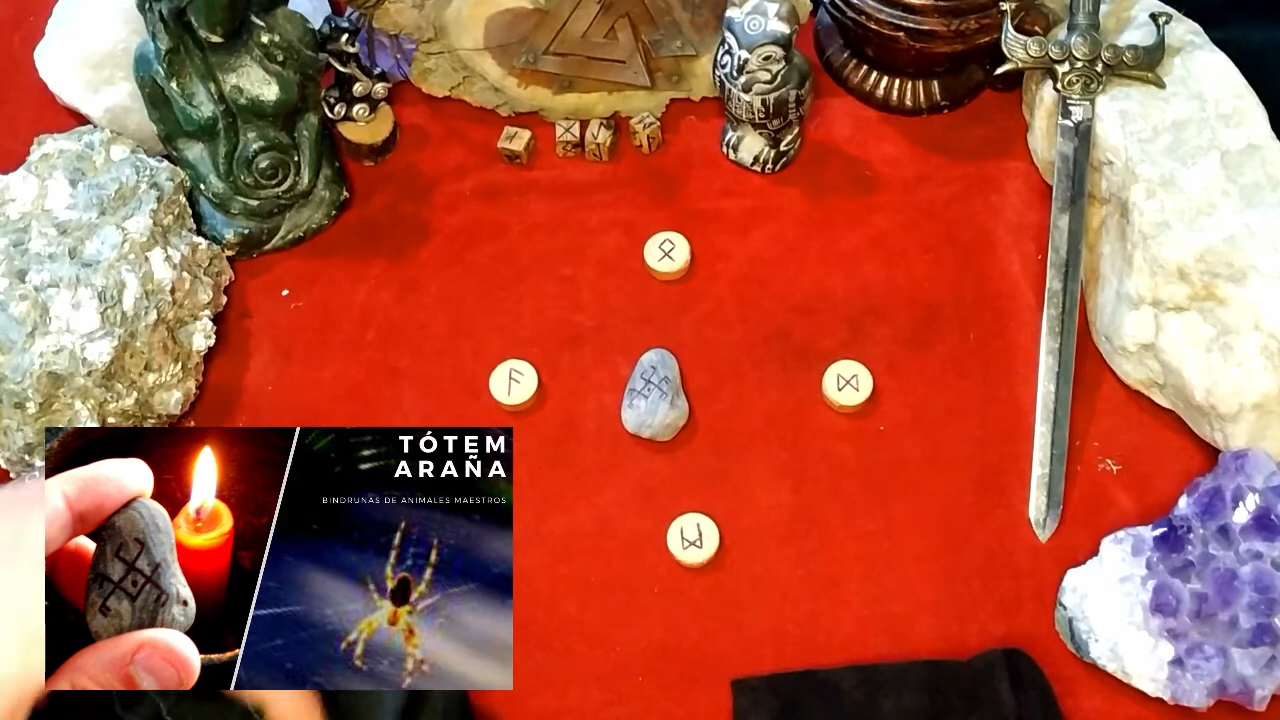 ᛟ
ᚨ
ᛞ
TÓTEM
ARAÑA
BINDRUNAS DE ANIMALES MAESTROS